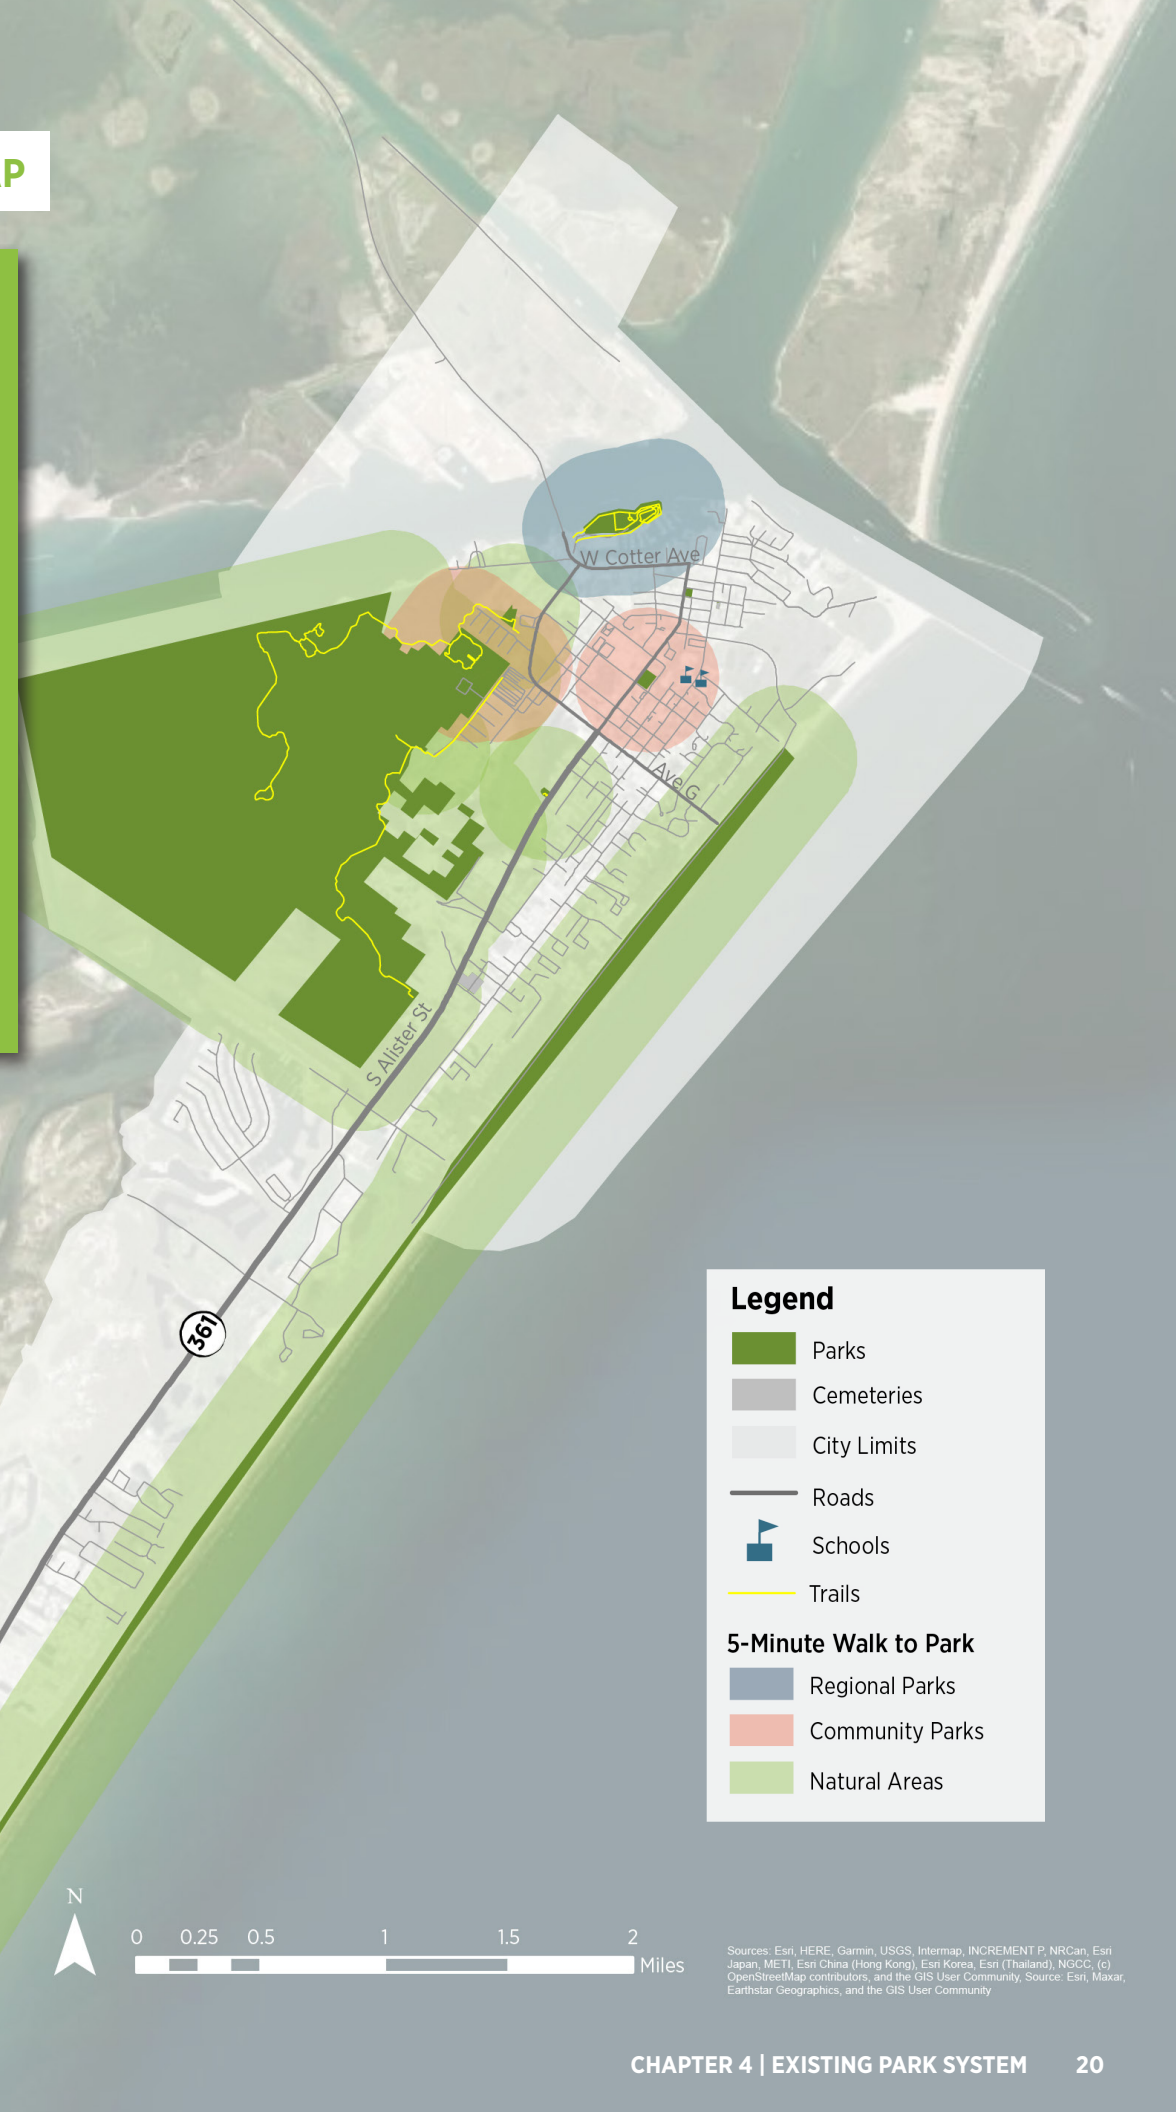 AP
W Cotter Ave
Ave G
S Alister St
361
Legend
Parks
Cemeteries
City Limits
Roads
Schools
Trails
5-Minute Walk to Park
Regional Parks
Community Parks
Natural Areas
N
0 0.25 0.5 1 1.5 2
Miles
Sources: Esri, HERE, Garmin, USGS, Intermap, INCREMENT P, NRCan, Esri
Japan, METI, Esri China (Hong Kong), Esri Korea, Esri (Thailand), NGCC, (c)
OpenStreetMap contributors, and the GIS User Community, Source: Esri, Maxar,
Earthstar Geographics, and the GIS User Community
CHAPTER 4 | EXISTING PARK SYSTEM 20